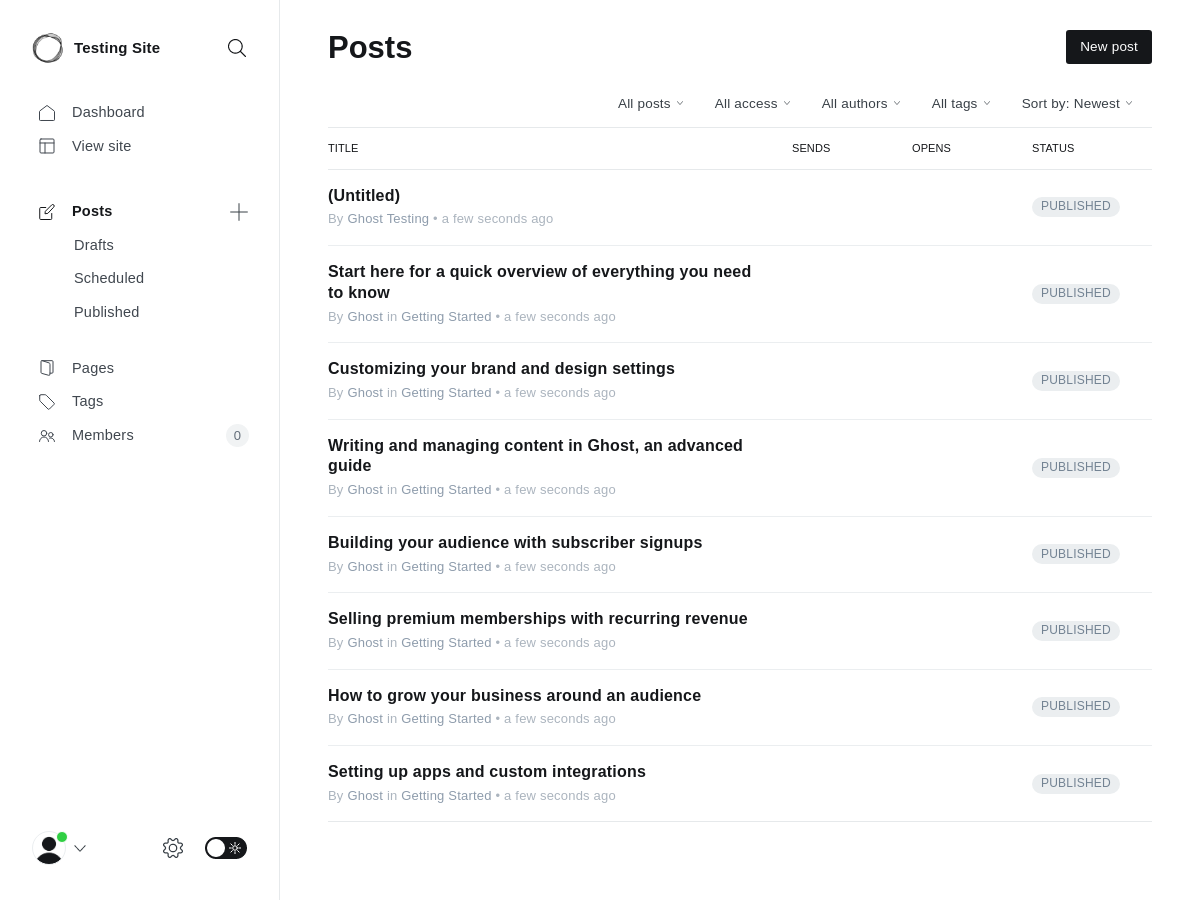 Testing Site
Dashboard
View site
Posts
Drafts
Scheduled
Published
Pages
Tags
Members 0
Posts
New post
All posts All access All authors All tags Sort by: Newest
TITLE SENDS OPENS STATUS
(Untitled)
By Ghost Testing • a few seconds ago
PUBLISHED
Start here for a quick overview of everything you need
to know
By Ghost in Getting Started • a few seconds ago
PUBLISHED
Customizing your brand and design settings
By Ghost in Getting Started • a few seconds ago
PUBLISHED
Writing and managing content in Ghost, an advanced
guide
By Ghost in Getting Started • a few seconds ago
PUBLISHED
Building your audience with subscriber signups
By Ghost in Getting Started • a few seconds ago
PUBLISHED
Selling premium memberships with recurring revenue
By Ghost in Getting Started • a few seconds ago
PUBLISHED
How to grow your business around an audience
By Ghost in Getting Started • a few seconds ago
PUBLISHED
Setting up apps and custom integrations
By Ghost in Getting Started • a few seconds ago
PUBLISHED